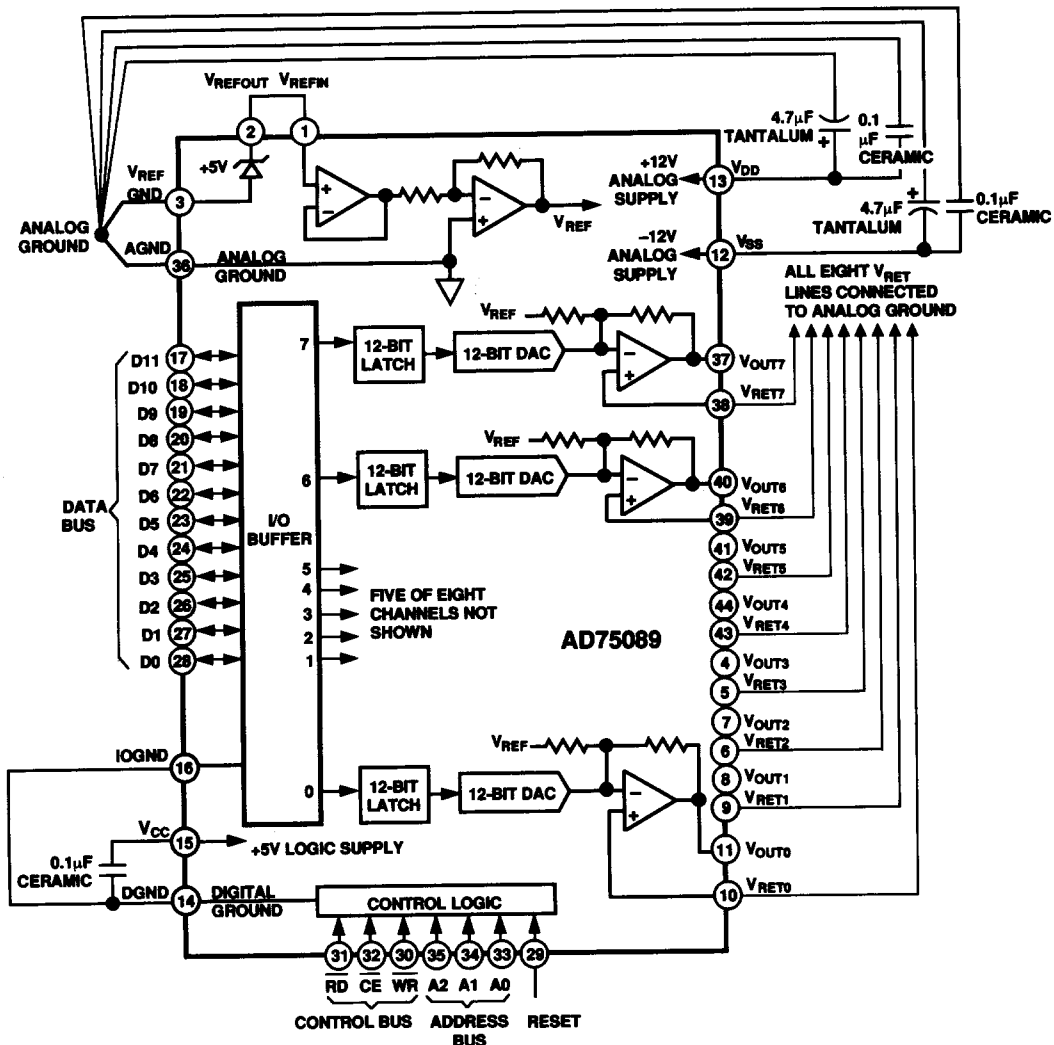 VREFOUT VREFIN
2 1
+5V
VREF
GND
3
ANALOG
GROUND
AGND
36
ANALOG
GROUND
VREF
4.7µF
TANTALUM
+
0.1
µF
CERAMIC
+12V
ANALOG
SUPPLY
13
VDD
4.7µF
TANTALUM
+
0.1µF
CERAMIC
-12V
ANALOG
SUPPLY
12
VSS
ALL EIGHT VRET
LINES CONNECTED
TO ANALOG GROUND
DATA
BUS
D11 17
D10 18
D9 19
D8 20
D7 21
D6 22
D5 23
D4 24
D3 25
D2 26
D1 27
D0 28
I/O
BUFFER
7
12-BIT
LATCH
12-BIT DAC
VREF
37 VOUT7
38 VRET7
6
12-BIT
LATCH
12-BIT DAC
VREF
40 VOUT6
39 VRET6
41 VOUT5
42 VRET5
44 VOUT4
43 VRET4
4 VOUT3
5 VRET3
7 VOUT2
6 VRET2
8 VOUT1
9 VRET1
11 VOUT0
10 VRET0
5
4
3
2
1
FIVE OF EIGHT
CHANNELS NOT
SHOWN
AD75089
0
12-BIT
LATCH
12-BIT DAC
VREF
IOGND
16
VCC
15
+5V LOGIC SUPPLY
0.1µF
CERAMIC
DGND
14
DIGITAL
GROUND
CONTROL LOGIC
31 32 30 35 34 33 29
RD CE WR A2 A1 A0
CONTROL BUS
ADDRESS
BUS
RESET